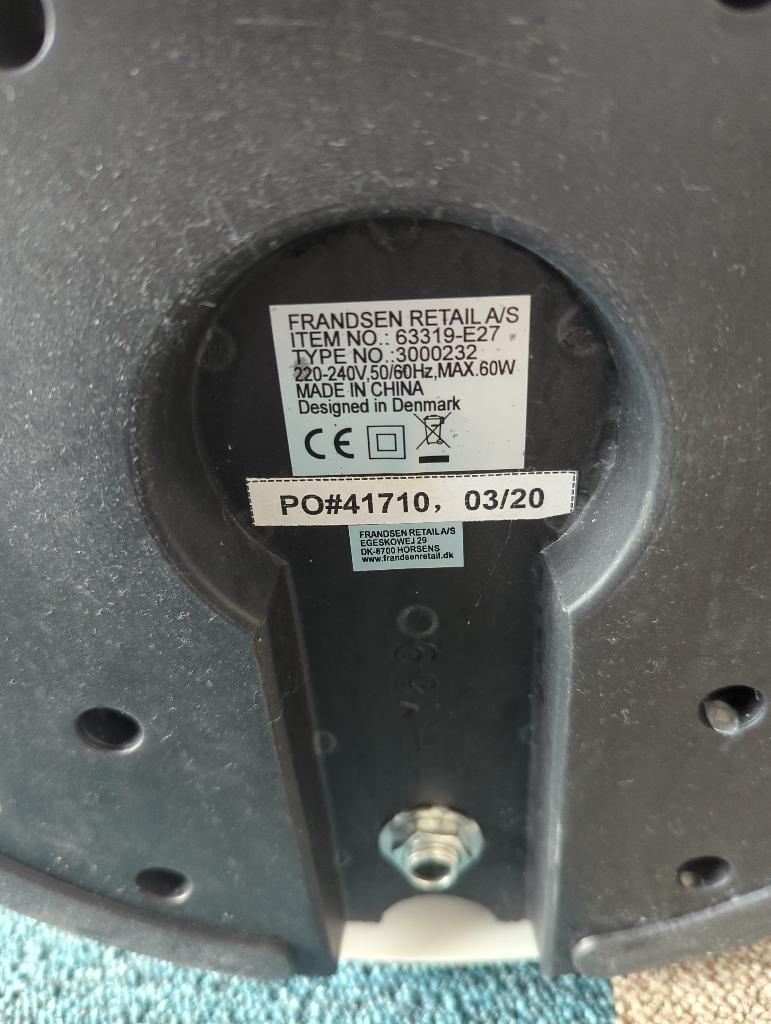 FRANDSEN RETAIL A/S
ITEM NO.: 63319-E27
TYPE NO.:3000232
220-240V,50/60Hz,MAX.60W
MADE IN CHINA
Designed in Denmark
CE
PO#41710, 03/20
FRANDSEN RETAIL A/S
EGESKOWEJ 29
DK-8700 HORSENS
www.frandsenretail.dk